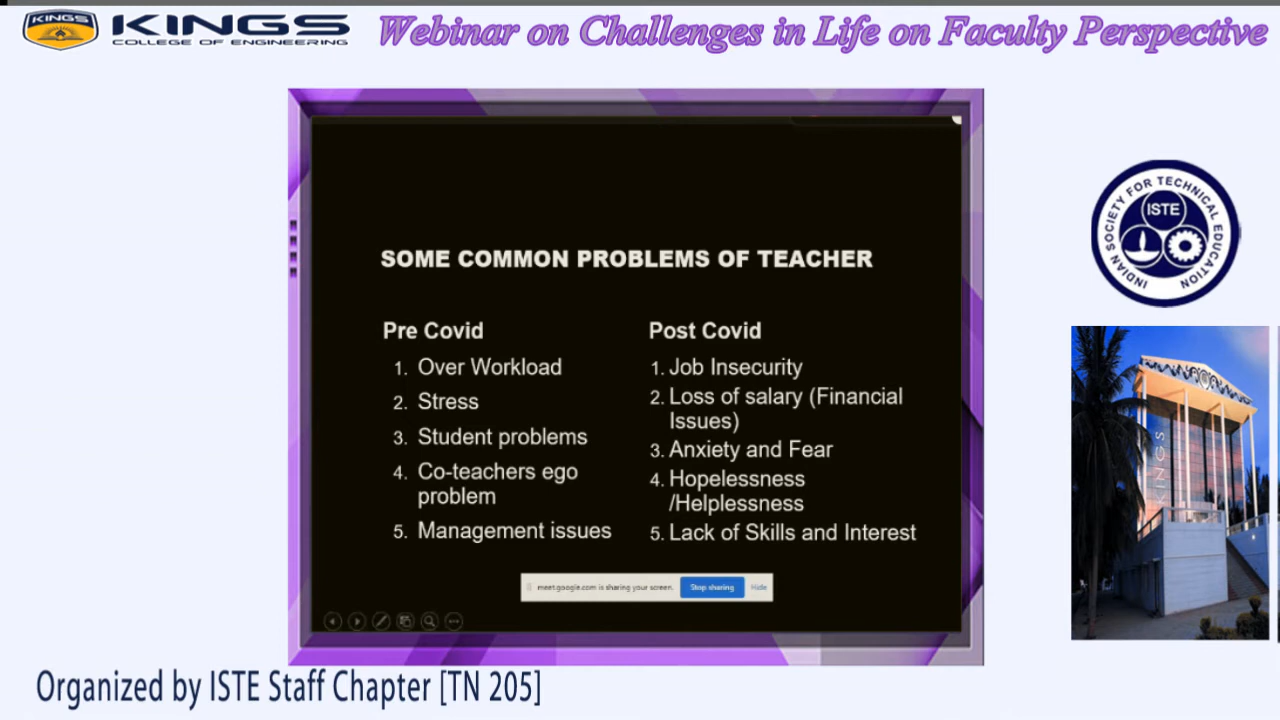 KINGS
KINGS
COLLEGE OF ENGINEERING
Webinar on Challenges in Life on Faculty Perspective
SOME COMMON PROBLEMS OF TEACHER
Pre Covid
1. Over Workload
2. Stress
3. Student problems
4. Co-teachers ego
problem
5. Management issues
Post Covid
1. Job Insecurity
2. Loss of salary (Financial
Issues)
3. Anxiety and Fear
4. Hopelessness
/Helplessness
5. Lack of Skills and Interest
meet.google.com is sharing your screen.
Stop sharing
Hide
INDIAN SOCIETY FOR TECHNICAL EDUCATION
ISTE
KINGS
Organized by ISTE Staff Chapter [TN 205]